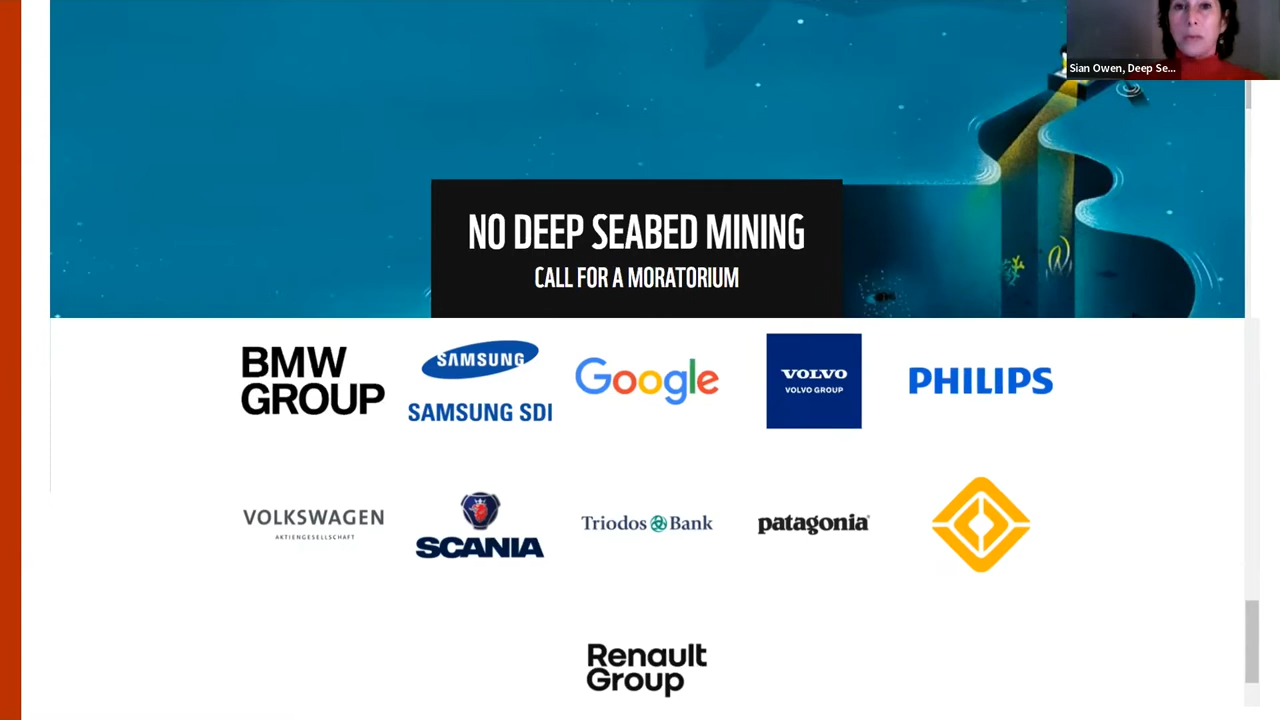 Sian Owen, Deep Se...
NO DEEP SEABED MINING
CALL FOR A MORATORIUM
BMW
GROUP
SAMSUNG
SAMSUNG SDI
Google
VOLVO
VOLVO GROUP
PHILIPS
VOLKSWAGEN
AKTIENGESELLSCHAFT
SCANIA
Triodos Bank
patagonia®
Renault
Group